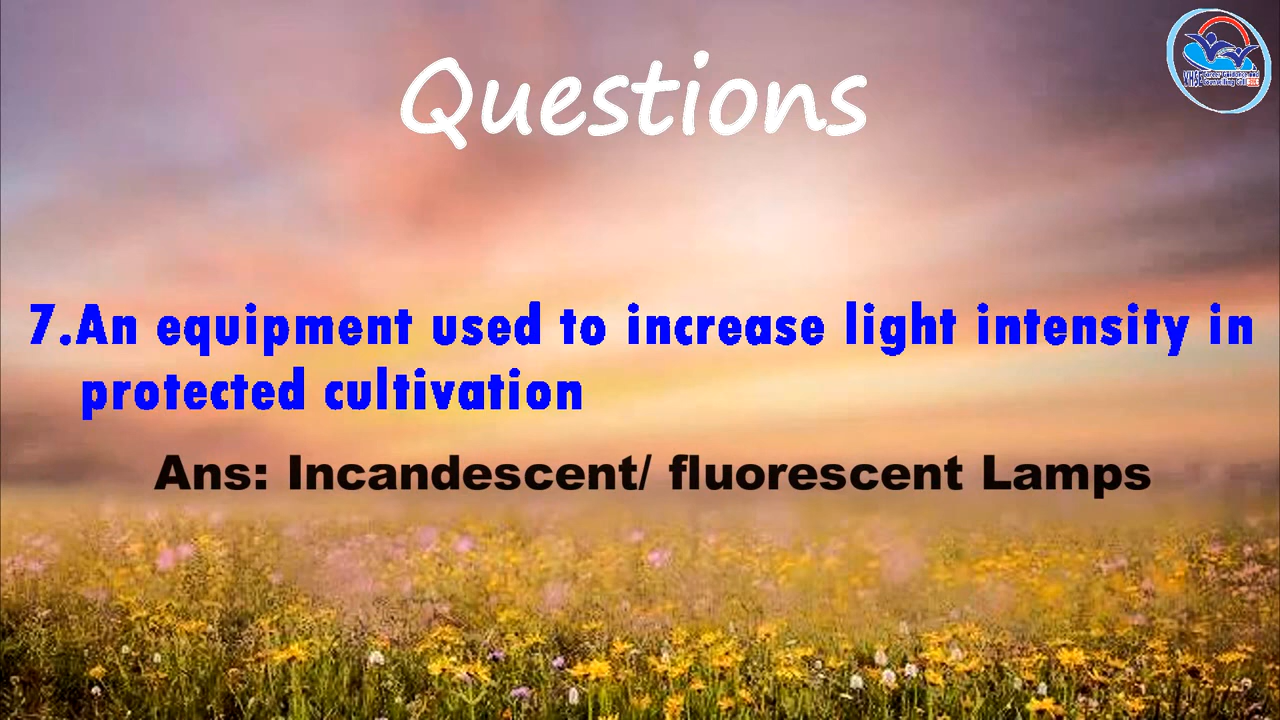 Questions
7.An equipment used to increase light intensity in
protected cultivation
Ans: Incandescent/ fluorescent Lamps